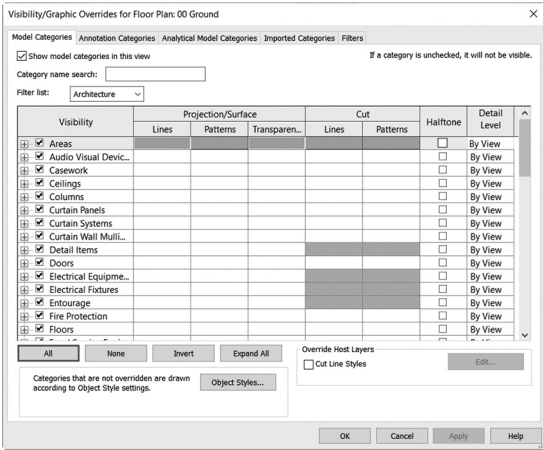 Visibility/Graphic Overrides for Floor Plan: 00 Ground
Model Categories Annotation Categories Analytical Model Categories Imported Categories Filters
Show model categories in this view
If a category is unchecked, it will not be visible.
Category name search:
Filter list: Architecture
Visibility Projection/Surface Cut Halftone Detail Level
Lines Patterns Transparen... Lines Patterns
Areas By View
Audio Visual Devic... By View
Casework By View
Ceilings By View
Columns By View
Curtain Panels By View
Curtain Systems By View
Curtain Wall Mulli... By View
Detail Items By View
Doors By View
Electrical Equipme... By View
Electrical Fixtures By View
Entourage By View
Fire Protection By View
Floors By View
All None Invert Expand All
Override Host Layers
Cut Line Styles Edit...
Categories that are not overridden are drawn
according to Object Style settings.
Object Styles...
OK Cancel Apply Help